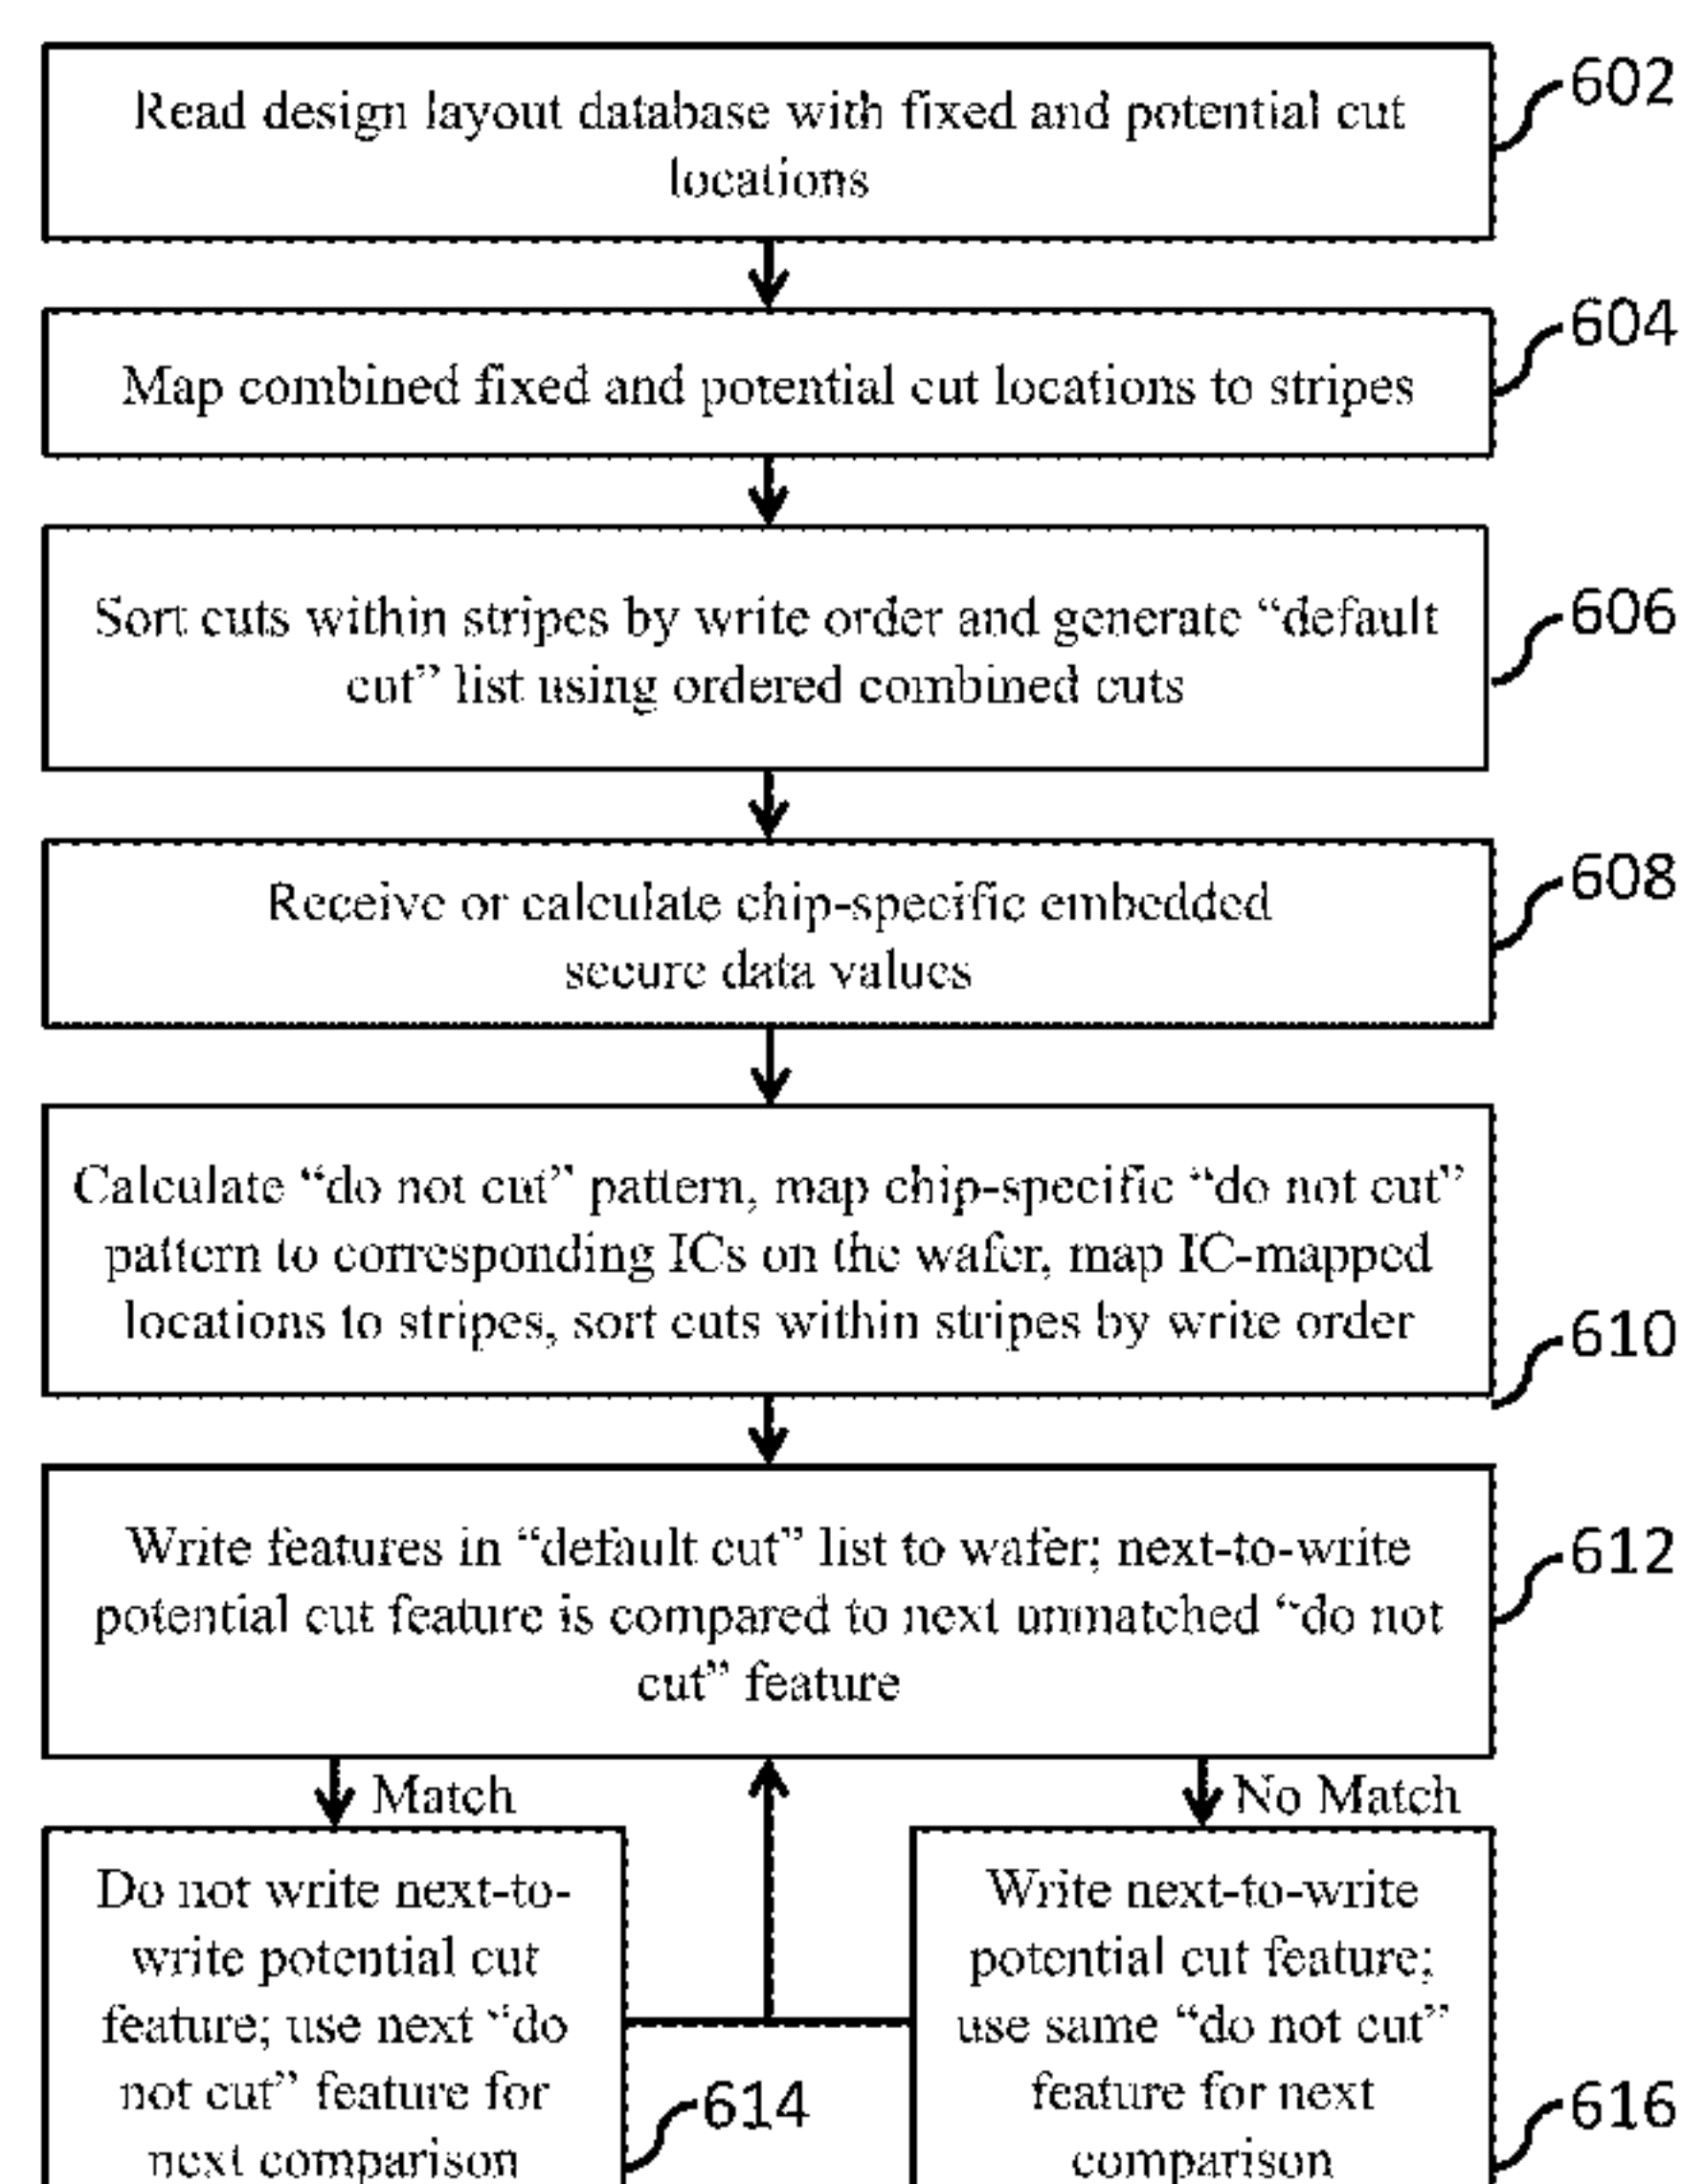 Read design layout database with fixed and potential cut
locations
602
Map combined fixed and potential cut locations to stripes
604
Sort cuts within stripes by write order and generate “default
cut” list using ordered combined cuts
606
Receive or calculate chip-specific embedded
secure data values
608
Calculate “do not cut” pattern, map chip-specific “do not cut”
pattern to corresponding ICs on the wafer, map IC-mapped
locations to stripes, sort cuts within stripes by write order
610
Write features in “default cut” list to wafer; next-to-write
potential cut feature is compared to next unmatched “do not
cut” feature
612
Match
No Match
Do not write next-to-
write potential cut
feature; use next “do
not cut” feature for
next comparison
614
Write next-to-write
potential cut feature;
use same “do not cut”
feature for next
comparison
616